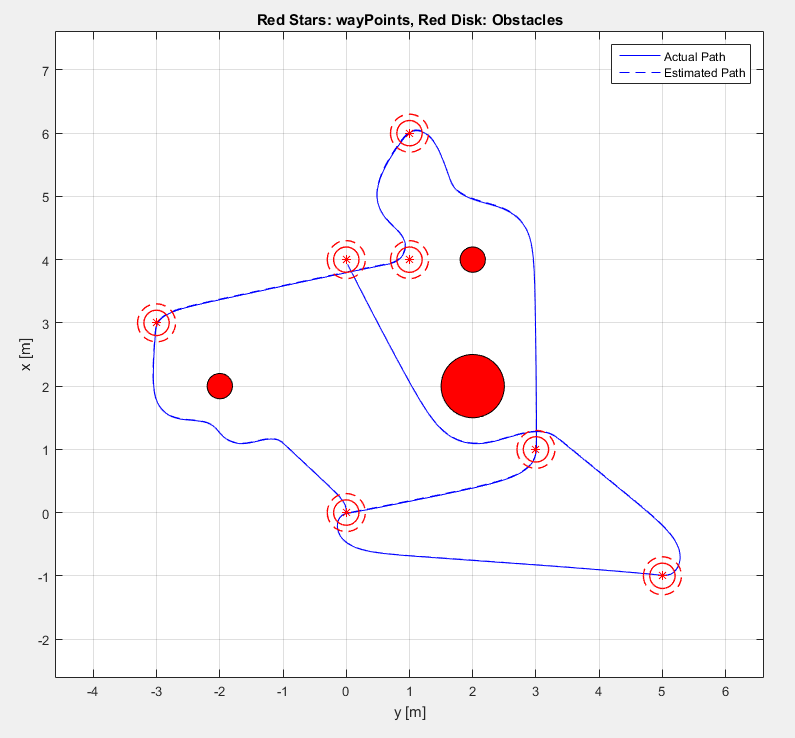 Red Stars: wayPoints, Red Disk: Obstacles
Actual Path
Estimated Path
7
6
5
4
3
2
1
0
-1
-2
x [m]
-4 -3 -2 -1 0 1 2 3 4 5 6
y [m]